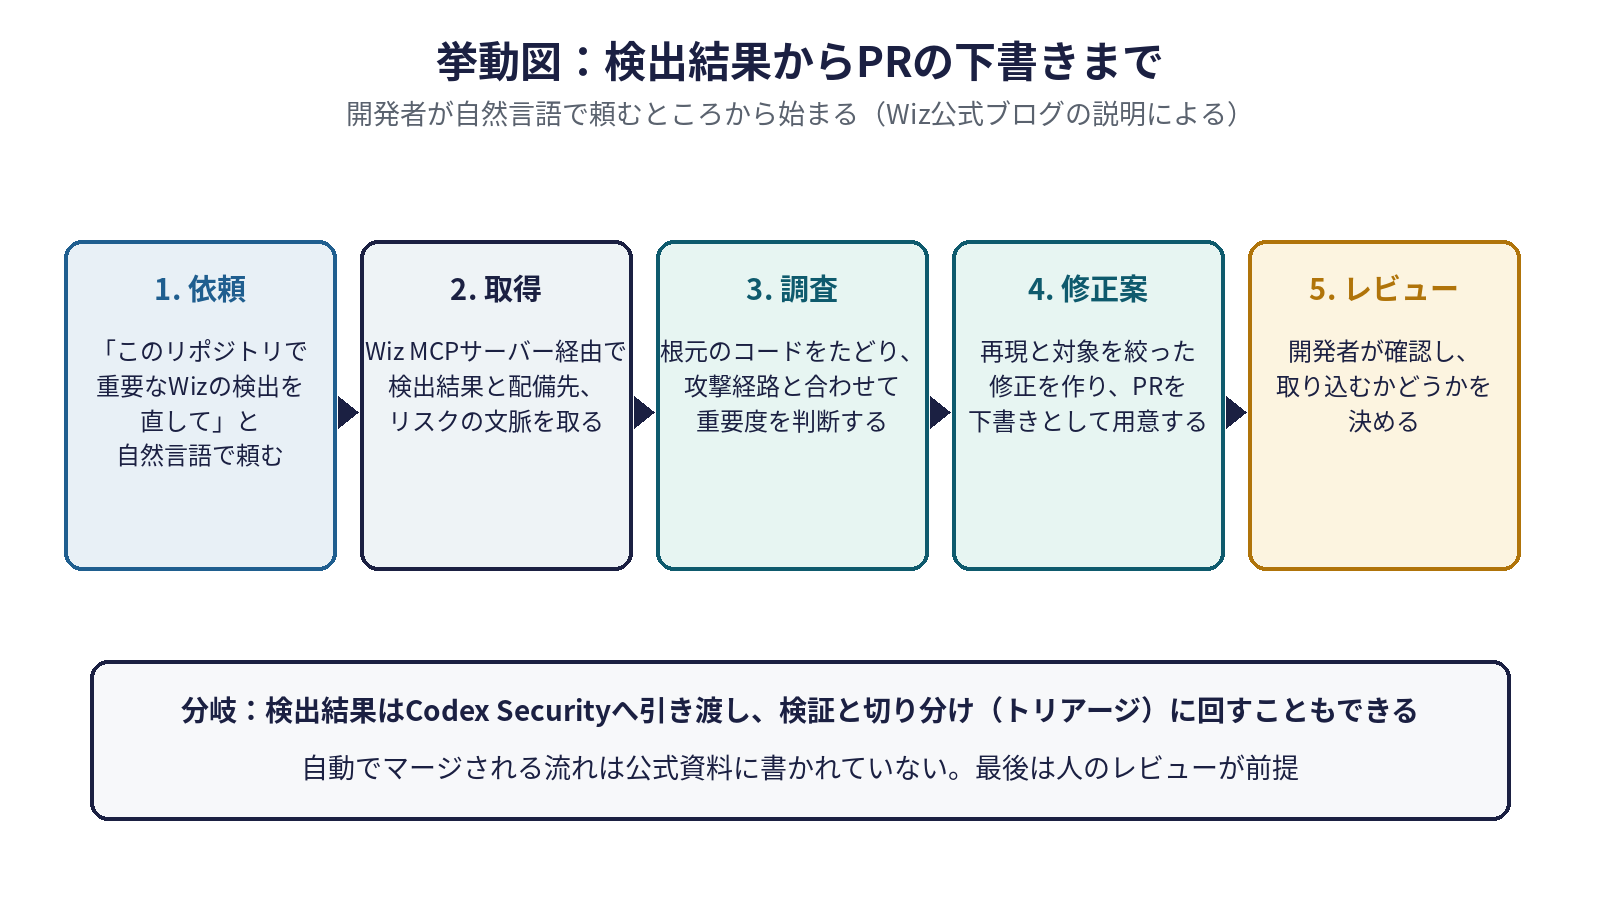 挙動図：検出結果からPRの下書きまで
開発者が自然言語で頼むところから始まる（Wiz公式ブログの説明による）
1. 依頼
「このリポジトリで
重要なWizの検出を
直して」と
自然言語で頼む
2. 取得
Wiz MCPサーバー経由で
検出結果と配備先、
リスクの文脈を取る
3. 調査
根元のコードをたどり、
攻撃経路と合わせて
重要度を判断する
4. 修正案
再現と対象を絞った
修正を作り、PRを
下書きとして用意する
5. レビュー
開発者が確認し、
取り込むかどうかを
決める
分岐：検出結果はCodex Securityへ引き渡し、検証と切り分け（トリアージ）に回すこともできる
自動でマージされる流れは公式資料に書かれていない。最後は人のレビューが前提